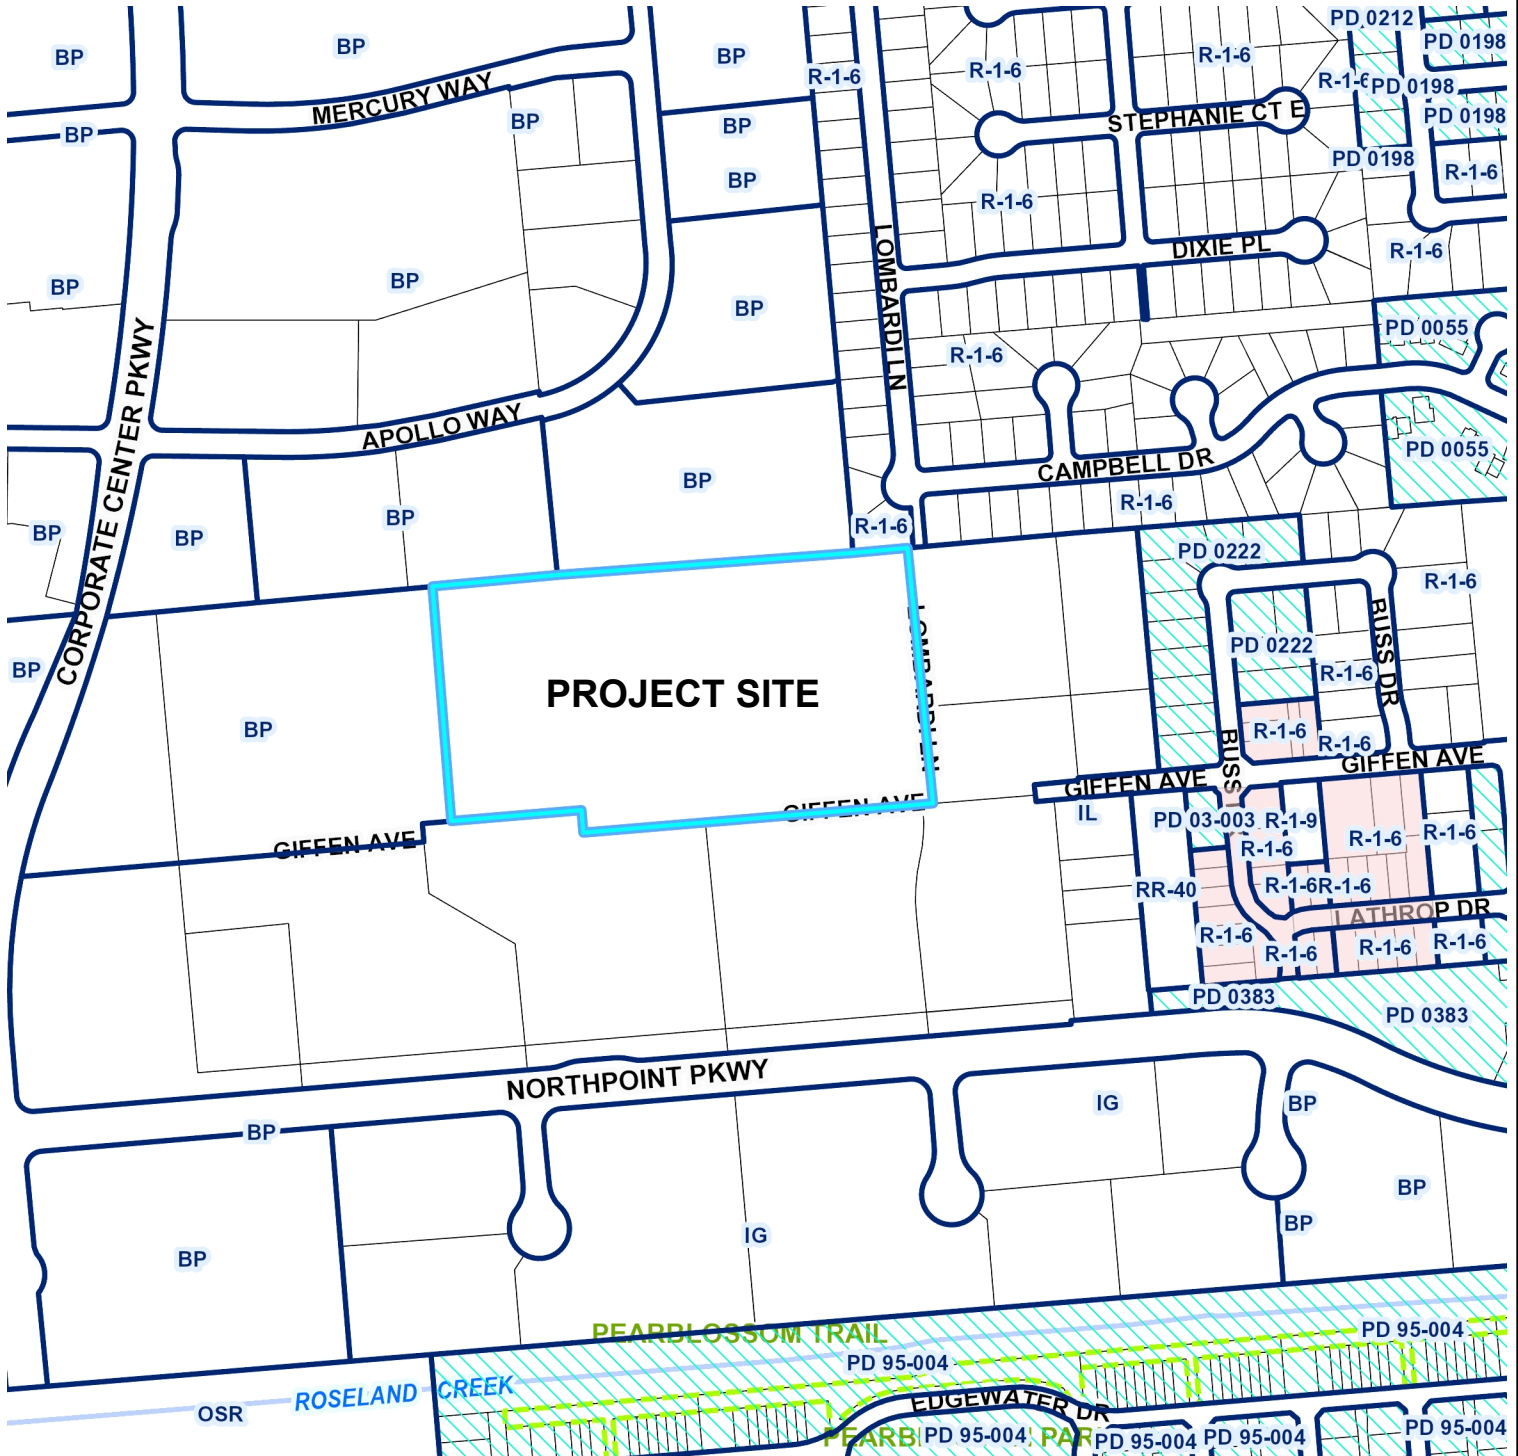 PD 0212
BP
BP
BP
R-1-6
R-1-6
R-1-6
PD 0198
R-1-6
PD 0198
MERCURY WAY
BP
BP
BP
STEPHANIE CT E
PD 0198
BP
R-1-6
PD 0198
R-1-6
LOMBARDI LN
DIXIE PL
R-1-6
BP
BP
BP
PD 0055
R-1-6
CORPORATE CENTER PKWY
APOLLO WAY
CAMPBELL DR
PD 0055
BP
R-1-6
BP
BP
BP
R-1-6
PD 0222
R-1-6
BUSS DR
PD 0222
BP
R-1-6
PROJECT SITE
LOMBARDI LN
BP
R-1-6
R-1-6
BUSS
GIFFEN AVE
GIFFEN AVE
GIFFEN AVE
IL
PD 03-003
R-1-9
R-1-6
R-1-6
R-1-6
GIFFEN AVE
RR-40
R-1-6
R-1-6
LATHROP DR
R-1-6
R-1-6
R-1-6
R-1-6
PD 0383
PD 0383
NORTHPOINT PKWY
IG
BP
BP
BP
BP
IG
BP
PEARBLOSSOM TRAIL
PD 95-004
PD 95-004
ROSELAND CREEK
OSR
EDGEWATER DR
PD 95-004
PD 95-004
PD 95-004
PD 95-004